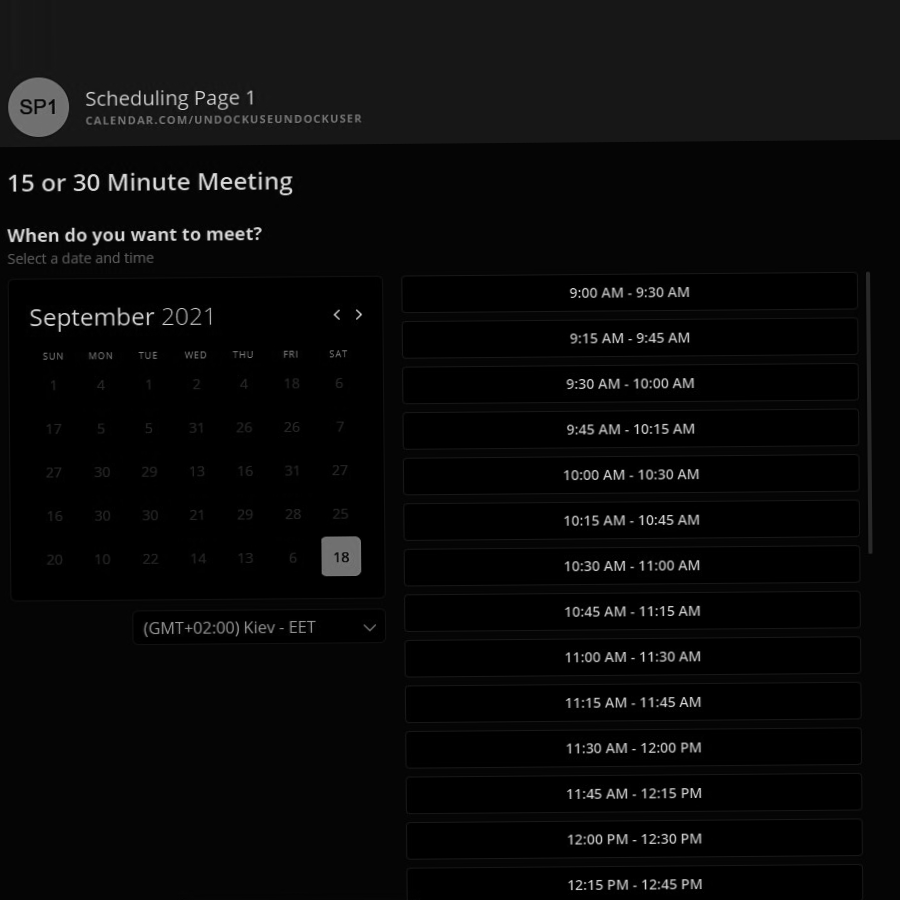 SP1
Scheduling Page 1
CALENDAR.COM/UNDOCKUSEUNDOCKUSER
15 or 30 Minute Meeting
When do you want to meet?
Select a date and time
September 2021
SUN MON TUE WED THU FRI SAT
1 4 1 2 4 18 6
17 5 5 31 26 26 7
27 30 29 13 16 31 27
16 30 30 21 29 28 25
20 10 22 14 13 6 18
(GMT+02:00) Kiev - EET
9:00 AM - 9:30 AM
9:15 AM - 9:45 AM
9:30 AM - 10:00 AM
9:45 AM - 10:15 AM
10:00 AM - 10:30 AM
10:15 AM - 10:45 AM
10:30 AM - 11:00 AM
10:45 AM - 11:15 AM
11:00 AM - 11:30 AM
11:15 AM - 11:45 AM
11:30 AM - 12:00 PM
11:45 AM - 12:15 PM
12:00 PM - 12:30 PM
12:15 PM - 12:45 PM